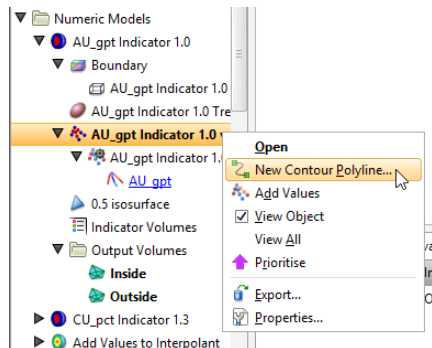 Numeric Models
AU_gpt Indicator 1.0
Boundary
AU_gpt Indicator 1.0
AU_gpt Indicator 1.0 Tre
AU_gpt Indicator 1.0
AU_gpt Indicator 1.
AU_gpt
0.5 isosurface
Indicator Volumes
Output Volumes
Inside
Outside
CU_pct Indicator 1.3
Add Values to Interpolant
Open
New Contour Polyline...
Add Values
View Object
View All
Prioritise
Export...
Properties...